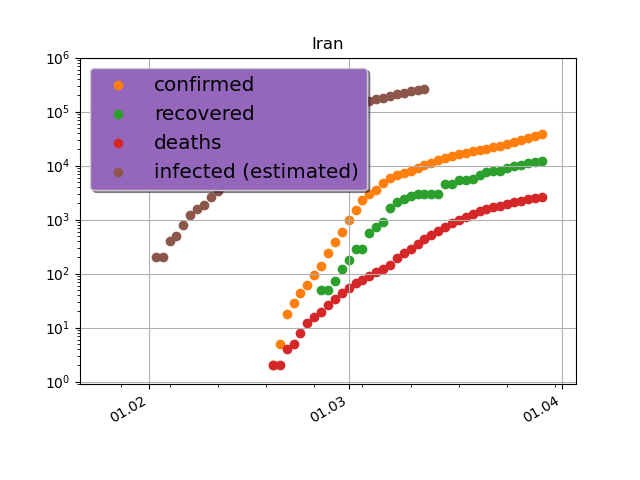 Iran
10^6
10^5
10^4
10^3
10^2
10^1
10^0
confirmed
recovered
deaths
infected (estimated)
01.02
01.03
01.04